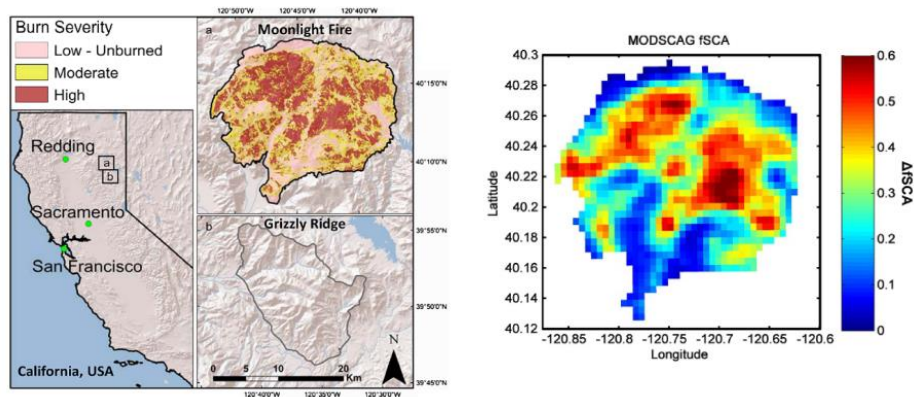 Burn Severity
Low - Unburned
Moderate
High
Redding
a
b
Sacramento
San Francisco
California, USA
120°50'0"W 120°45'0"W 120°40'0"W
a
Moonlight Fire
40°15'0"N
40°10'0"N
b
Grizzly Ridge
39°55'0"N
39°50'0"N
39°45'0"N
N
0 5 10 20
Km
120°40'0"W 120°35'0"W 120°30'0"W
MODSCAG fSCA
Latitude
40.3
40.28
40.26
40.24
40.22
40.2
40.18
40.16
40.14
40.12
-120.85 -120.8 -120.75 -120.7 -120.65 -120.6
Longitude
0.6
0.5
0.4
0.3
0.2
0.1
0
ΔfSCA